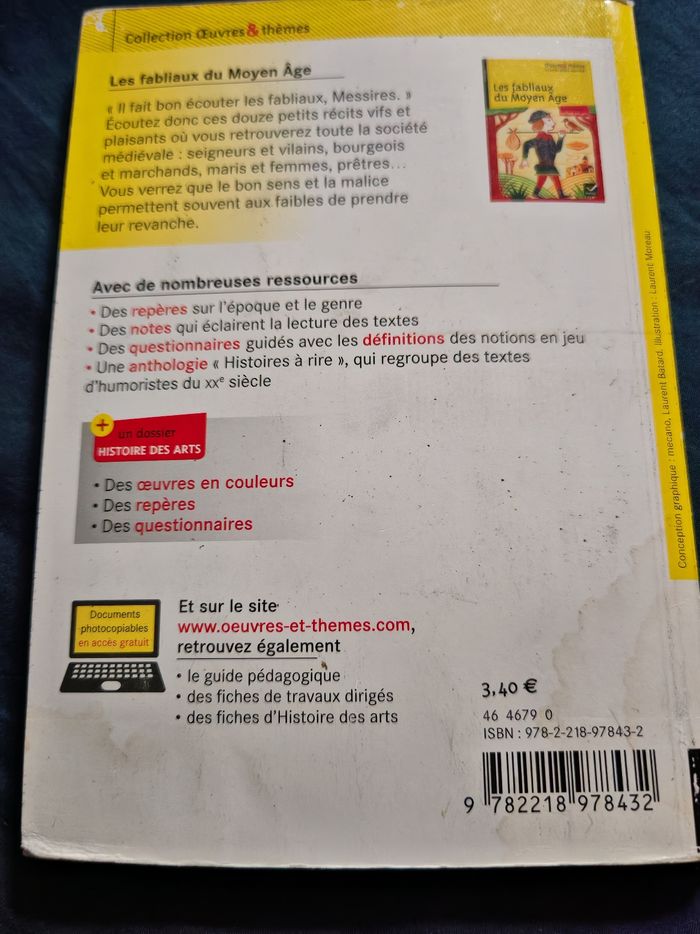 Collection Œuvres & thèmes
Les fabliaux du Moyen Âge
« Il fait bon écouter les fabliaux, Messires. »
Écoutez donc ces douze petits récits vifs et
plaisants où vous retrouverez toute la société
médiévale : seigneurs et vilains, bourgeois
et marchands, maris et femmes, prêtres…
Vous verrez que le bon sens et la malice
permettent souvent aux faibles de prendre
leur revanche.
Les fabliaux
du Moyen Âge
Avec de nombreuses ressources
• Des repères sur l'époque et le genre
• Des notes qui éclairent la lecture des textes
• Des questionnaires guidés avec les définitions des notions en jeu
• Une anthologie « Histoires à rire », qui regroupe des textes
d'humoristes du XXe siècle
+ un dossier
HISTOIRE DES ARTS
• Des œuvres en couleurs
• Des repères
• Des questionnaires
Documents
photocopiables
en accès gratuit
Et sur le site
www.oeuvres-et-themes.com,
retrouvez également
• le guide pédagogique
• des fiches de travaux dirigés
• des fiches d'Histoire des arts
3,40 €
46 4679 0
ISBN : 978-2-218-97843-2
9 782218 978432
Conception graphique : mecano, Laurent Batard. Illustration : Laurent Moreau